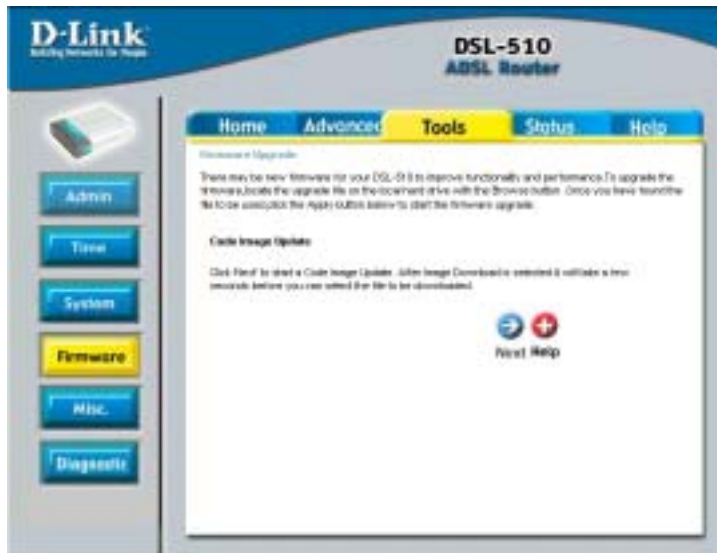 D-Link
Building Networks for People
DSL-510
ADSL Router
Home Advanced Tools Status Help
Firmware Upgrade
There may be new firmware for your DSL-510 to improve functionality and performance. To upgrade the
firmware, locate the upgrade file on the local hard drive with the Browse button. Once you have found the
file to be used, click the Apply button below to start the firmware upgrade.
Admin
Time
System
Firmware
Misc.
Diagnostic
Code Image Update
Click 'Next' to start a Code Image Update. After Image Download is selected it will take a few
seconds before you can select the file to be downloaded.
Next Help